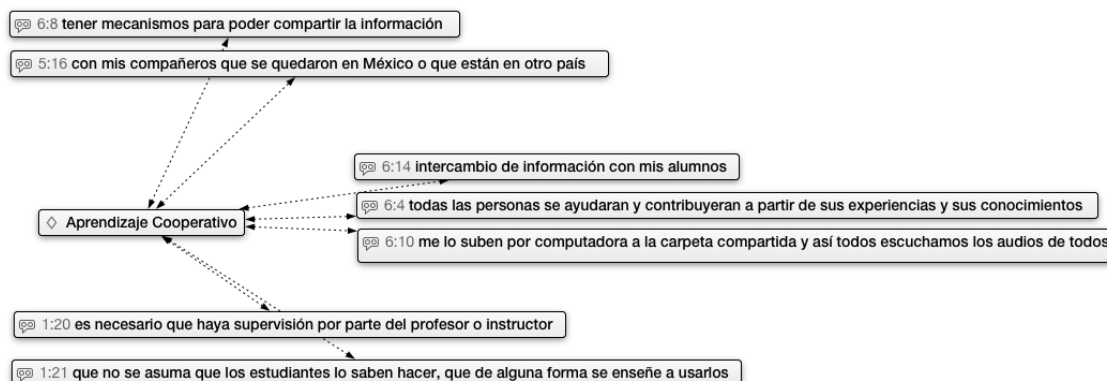 6:8 tener mecanismos para poder compartir la información
5:16 con mis compañeros que se quedaron en México o que están en otro país
6:14 intercambio de información con mis alumnos
6:4 todas las personas se ayudaran y contribuyeran a partir de sus experiencias y sus conocimientos
Aprendizaje Cooperativo
6:10 me lo suben por computadora a la carpeta compartida y así todos escuchamos los audios de todos
1:20 es necesario que haya supervisión por parte del profesor o instructor
1:21 que no se asuma que los estudiantes lo saben hacer, que de alguna forma se enseñe a usarlos